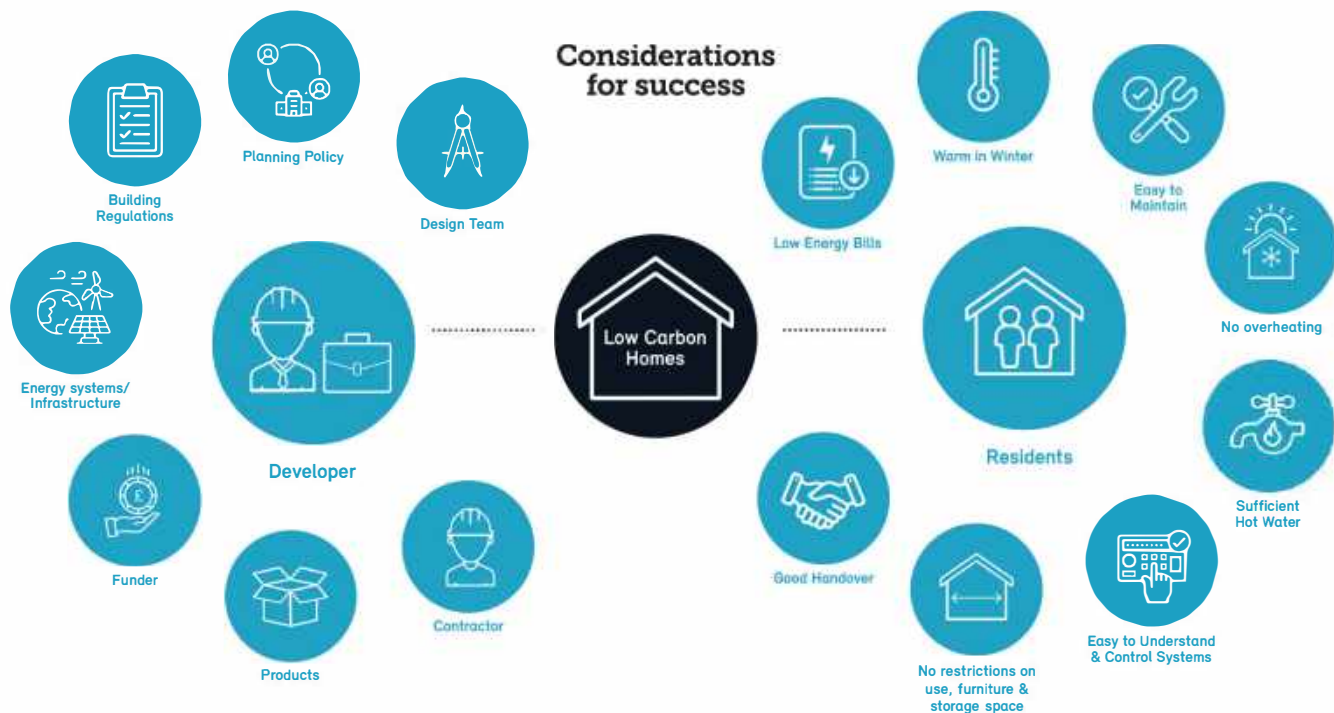 Considerations
for success
Planning Policy
Building
Regulations
Design Team
Energy systems/
Infrastructure
Developer
Funder
Products
Contractor
Low Carbon
Homes
Low Energy Bills
Warm in Winter
Easy to
Maintain
No overheating
Residents
Sufficient
Hot Water
Good Handover
Easy to Understand
& Control Systems
No restrictions on
use, furniture &
storage space
£